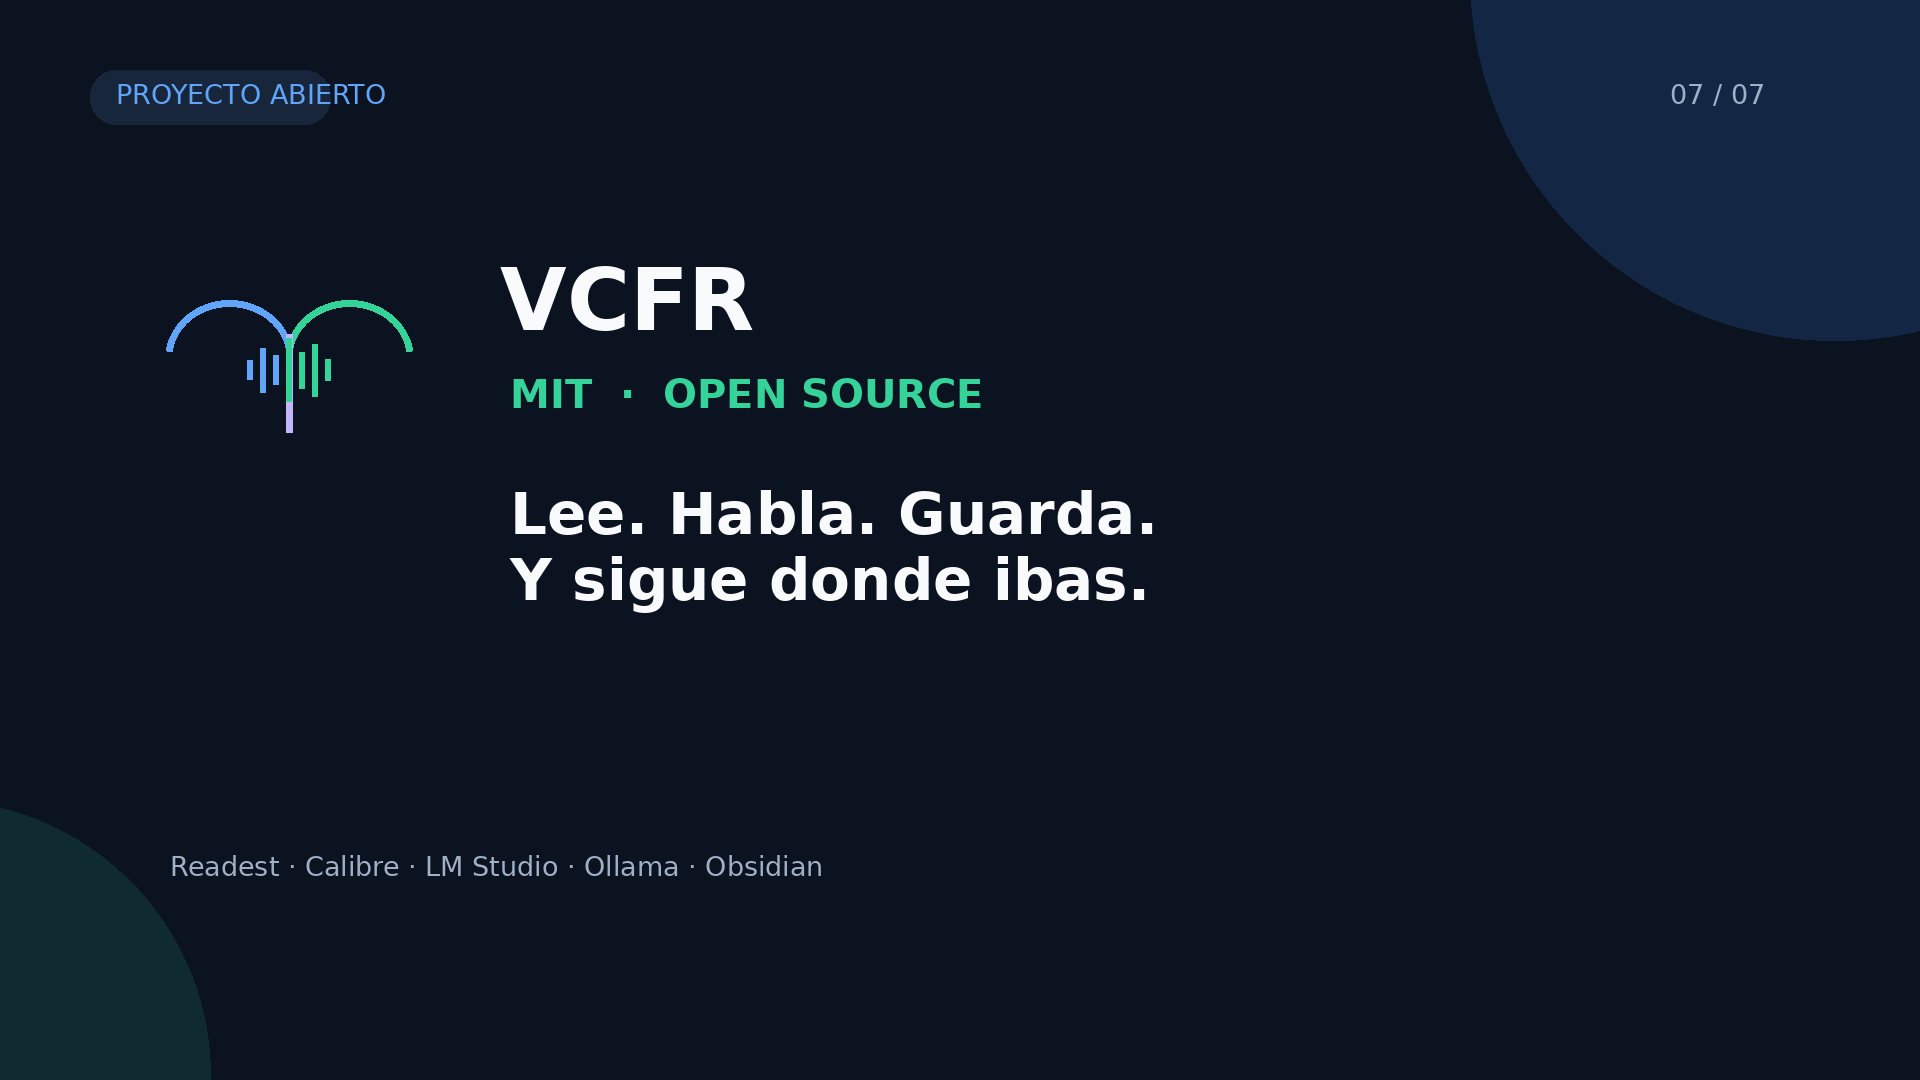 PROYECTO ABIERTO
07 / 07
VCFR
MIT · OPEN SOURCE
Lee. Habla. Guarda.
Y sigue donde ibas.
Readest · Calibre · LM Studio · Ollama · Obsidian